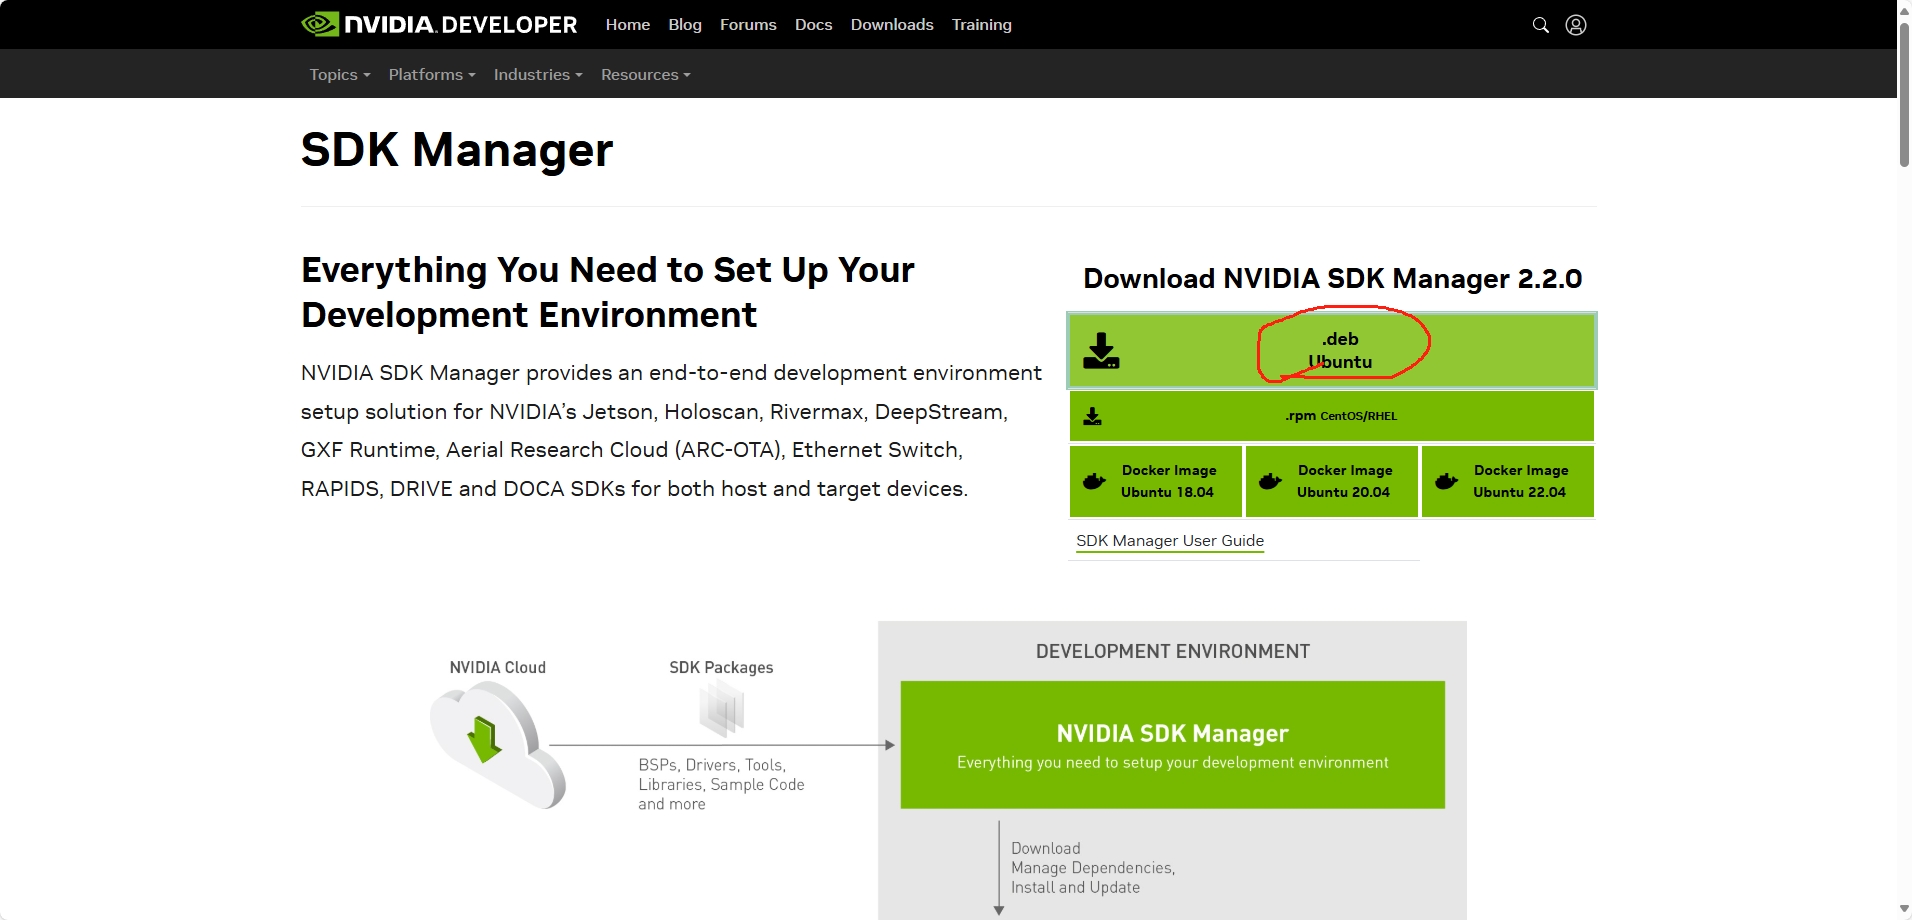 NVIDIA. DEVELOPER
Home Blog Forums Docs Downloads Training
Topics Platforms Industries Resources
SDK Manager
Everything You Need to Set Up Your
Development Environment
NVIDIA SDK Manager provides an end-to-end development environment
setup solution for NVIDIA’s Jetson, Holoscan, Rivermax, DeepStream,
GXF Runtime, Aerial Research Cloud (ARC-OTA), Ethernet Switch,
RAPIDS, DRIVE and DOCA SDKs for both host and target devices.
Download NVIDIA SDK Manager 2.2.0
.deb
Ubuntu
.rpm CentOS/RHEL
Docker Image
Ubuntu 18.04
Docker Image
Ubuntu 20.04
Docker Image
Ubuntu 22.04
SDK Manager User Guide
NVIDIA Cloud
SDK Packages
BSPs, Drivers, Tools,
Libraries, Sample Code
and more
DEVELOPMENT ENVIRONMENT
NVIDIA SDK Manager
Everything you need to setup your development environment
Download
Manage Dependencies,
Install and Update